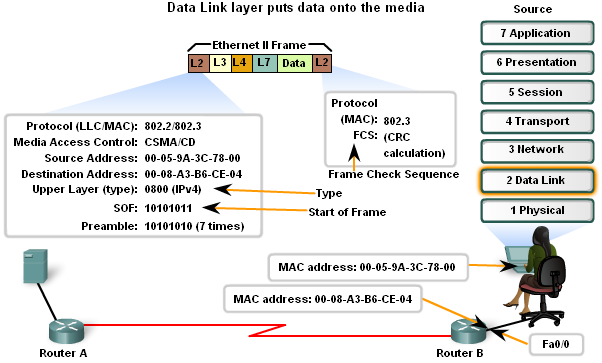 Data Link layer puts data onto the media
Source
Ethernet II Frame
L2 L3 L4 L7 Data L2
Protocol (LLC/MAC): 802.2/802.3
Media Access Control: CSMA/CD
Source Address: 00-05-9A-3C-78-00
Destination Address: 00-08-A3-B6-CE-04
Upper Layer (type): 0800 (IPv4)
SOF: 10101011
Preamble: 10101010 (7 times)
Protocol
(MAC): 802.3
FCS: (CRC
calculation)
Frame Check Sequence
Type
Start of Frame
7 Application
6 Presentation
5 Session
4 Transport
3 Network
2 Data Link
1 Physical
MAC address: 00-05-9A-3C-78-00
MAC address: 00-08-A3-B6-CE-04
Router A
Router B
Fa0/0